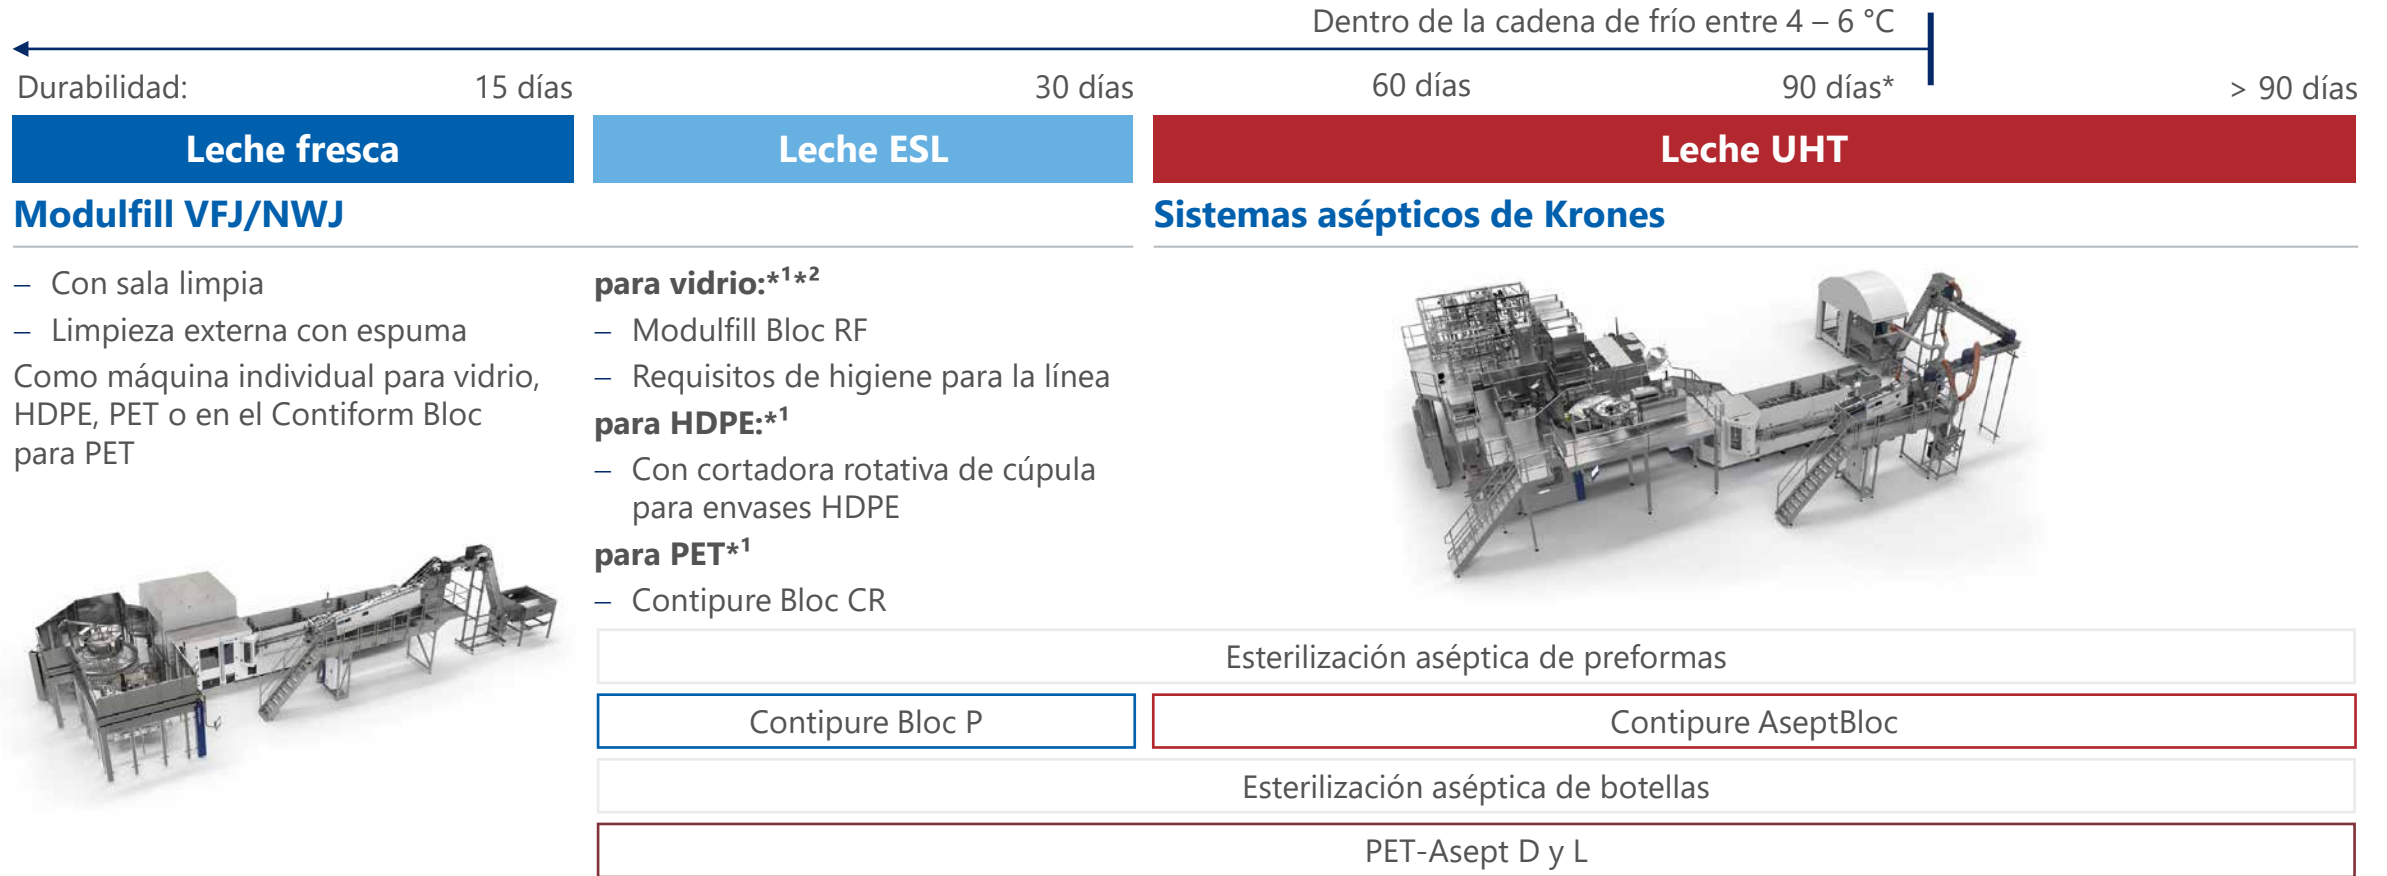 Dentro de la cadena de frío entre 4 – 6 °C
Durabilidad: 15 días 30 días 60 días 90 días* > 90 días
Leche fresca Leche ESL Leche UHT
Modulfill VFJ/NWJ
– Con sala limpia
– Limpieza externa con espuma
Como máquina individual para vidrio,
HDPE, PET o en el Contiform Bloc
para PET
para vidrio:*¹*²
– Modulfill Bloc RF
– Requisitos de higiene para la línea
para HDPE:*¹
– Con cortadora rotativa de cúpula
para envases HDPE
para PET*¹
– Contipure Bloc CR
Sistemas asépticos de Krones
Esterilización aséptica de preformas
Contipure Bloc P Contipure AseptBloc
Esterilización aséptica de botellas
PET-Asept D y L